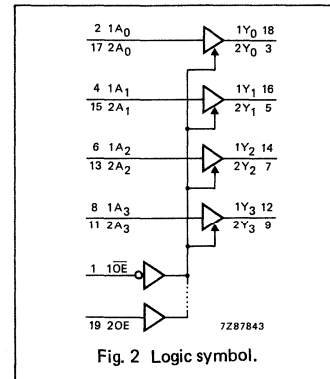 2 1A0 1Y0 18
17 2A0 2Y0 3
4 1A1 1Y1 16
15 2A1 2Y1 5
6 1A2 1Y2 14
13 2A2 2Y2 7
8 1A3 1Y3 12
11 2A3 2Y3 9
1 1O̅E̅
19 2OE
7Z87843
Fig. 2 Logic symbol.